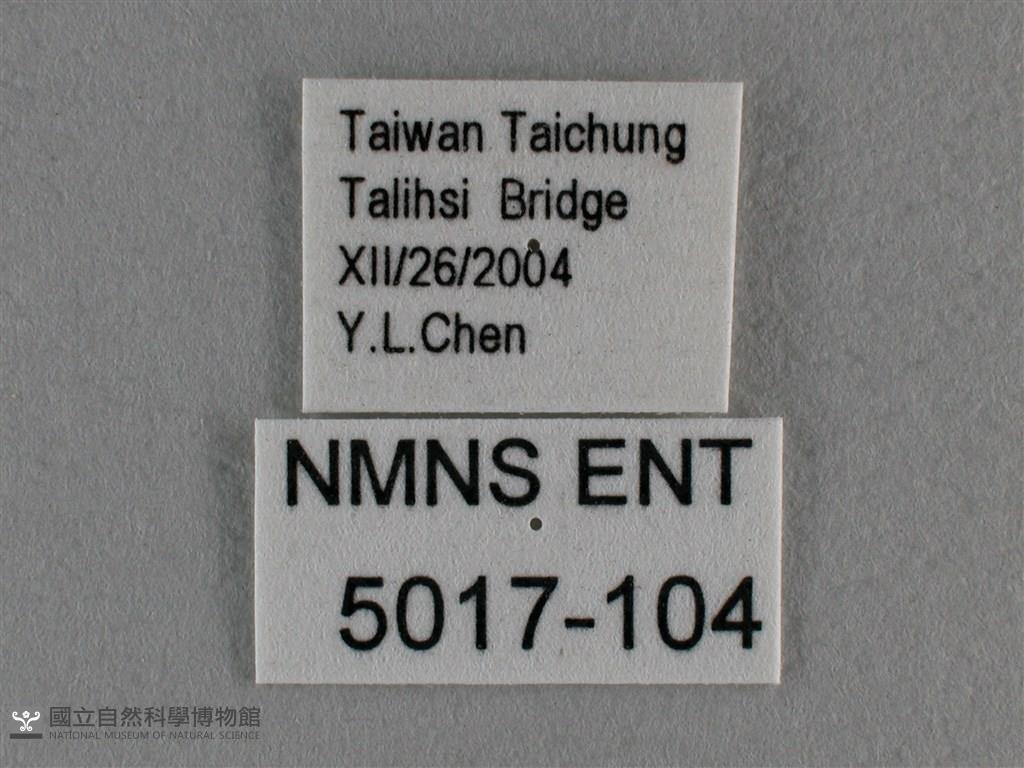 Taiwan Taichung
Talihsi Bridge
XII/26/2004
Y.L.Chen
NMNS ENT
5017-104
國立自然科學博物館
NATIONAL MUSEUM OF NATURAL SCIENCE